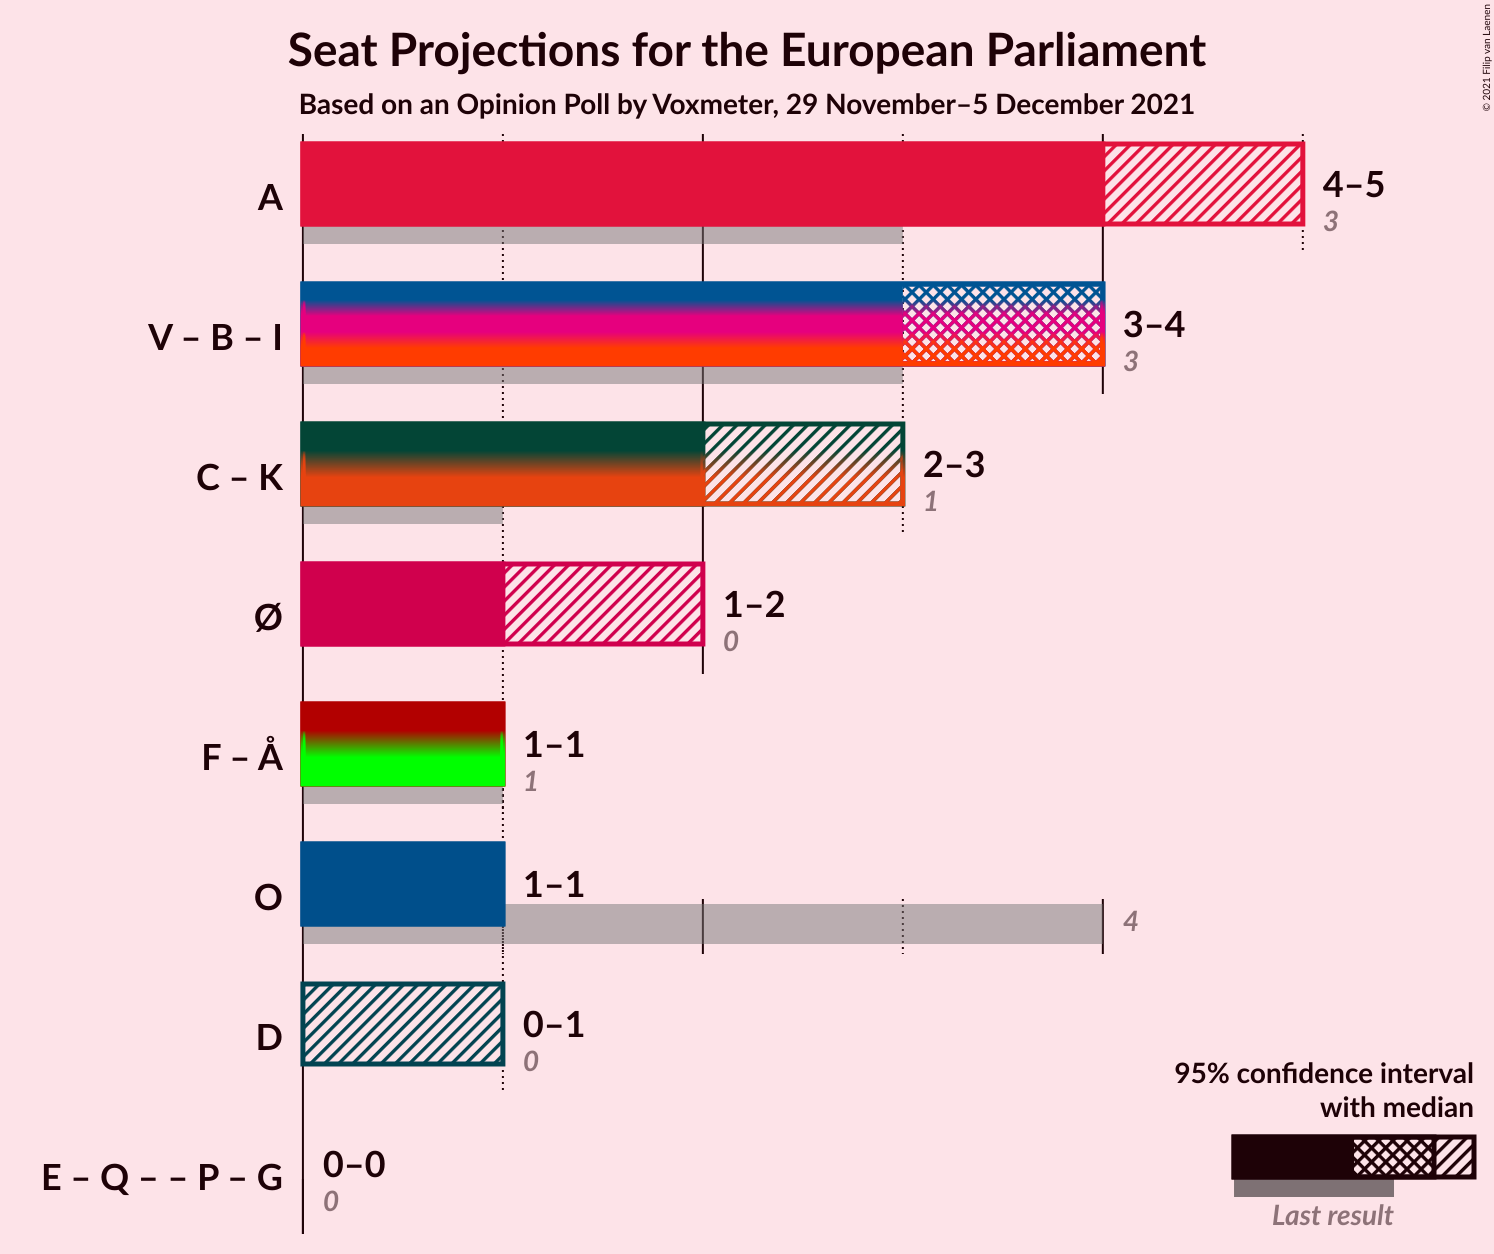 Seat Projections for the European Parliament
Based on an Opinion Poll by Voxmeter, 29 November–5 December 2021
© 2021 Filip van Laenen
A
4–5
3
V – B – I
3–4
3
C – K
2–3
1
Ø
1–2
0
F – Å
1–1
1
O
1–1
4
D
0–1
0
E – Q – – P – G
0–0
0
95% confidence interval
with median
Last result